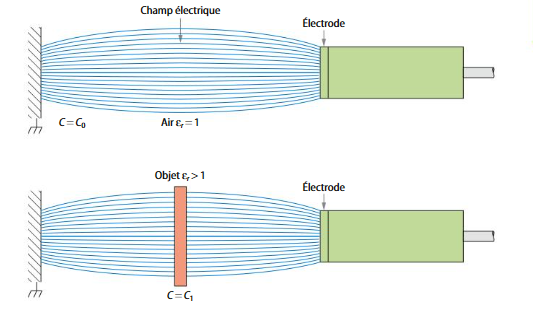 Champ électrique
Électrode
C=C₀
Air εᵣ=1
Objet εᵣ>1
Électrode
C=C₁